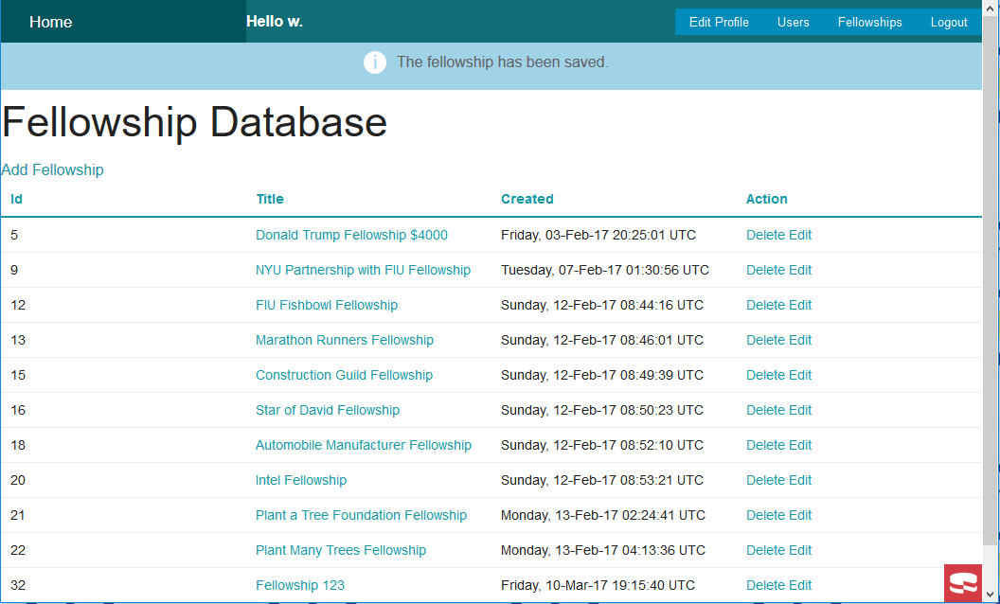 Home Hello w. Edit Profile Users Fellowships Logout
i The fellowship has been saved.
Fellowship Database
Add Fellowship
Id Title Created Action
5 Donald Trump Fellowship $4000 Friday, 03-Feb-17 20:25:01 UTC Delete Edit
9 NYU Partnership with FIU Fellowship Tuesday, 07-Feb-17 01:30:56 UTC Delete Edit
12 FIU Fishbowl Fellowship Sunday, 12-Feb-17 08:44:16 UTC Delete Edit
13 Marathon Runners Fellowship Sunday, 12-Feb-17 08:46:01 UTC Delete Edit
15 Construction Guild Fellowship Sunday, 12-Feb-17 08:49:39 UTC Delete Edit
16 Star of David Fellowship Sunday, 12-Feb-17 08:50:23 UTC Delete Edit
18 Automobile Manufacturer Fellowship Sunday, 12-Feb-17 08:52:10 UTC Delete Edit
20 Intel Fellowship Sunday, 12-Feb-17 08:53:21 UTC Delete Edit
21 Plant a Tree Foundation Fellowship Monday, 13-Feb-17 02:24:41 UTC Delete Edit
22 Plant Many Trees Fellowship Monday, 13-Feb-17 04:13:36 UTC Delete Edit
32 Fellowship 123 Friday, 10-Mar-17 19:15:40 UTC Delete Edit